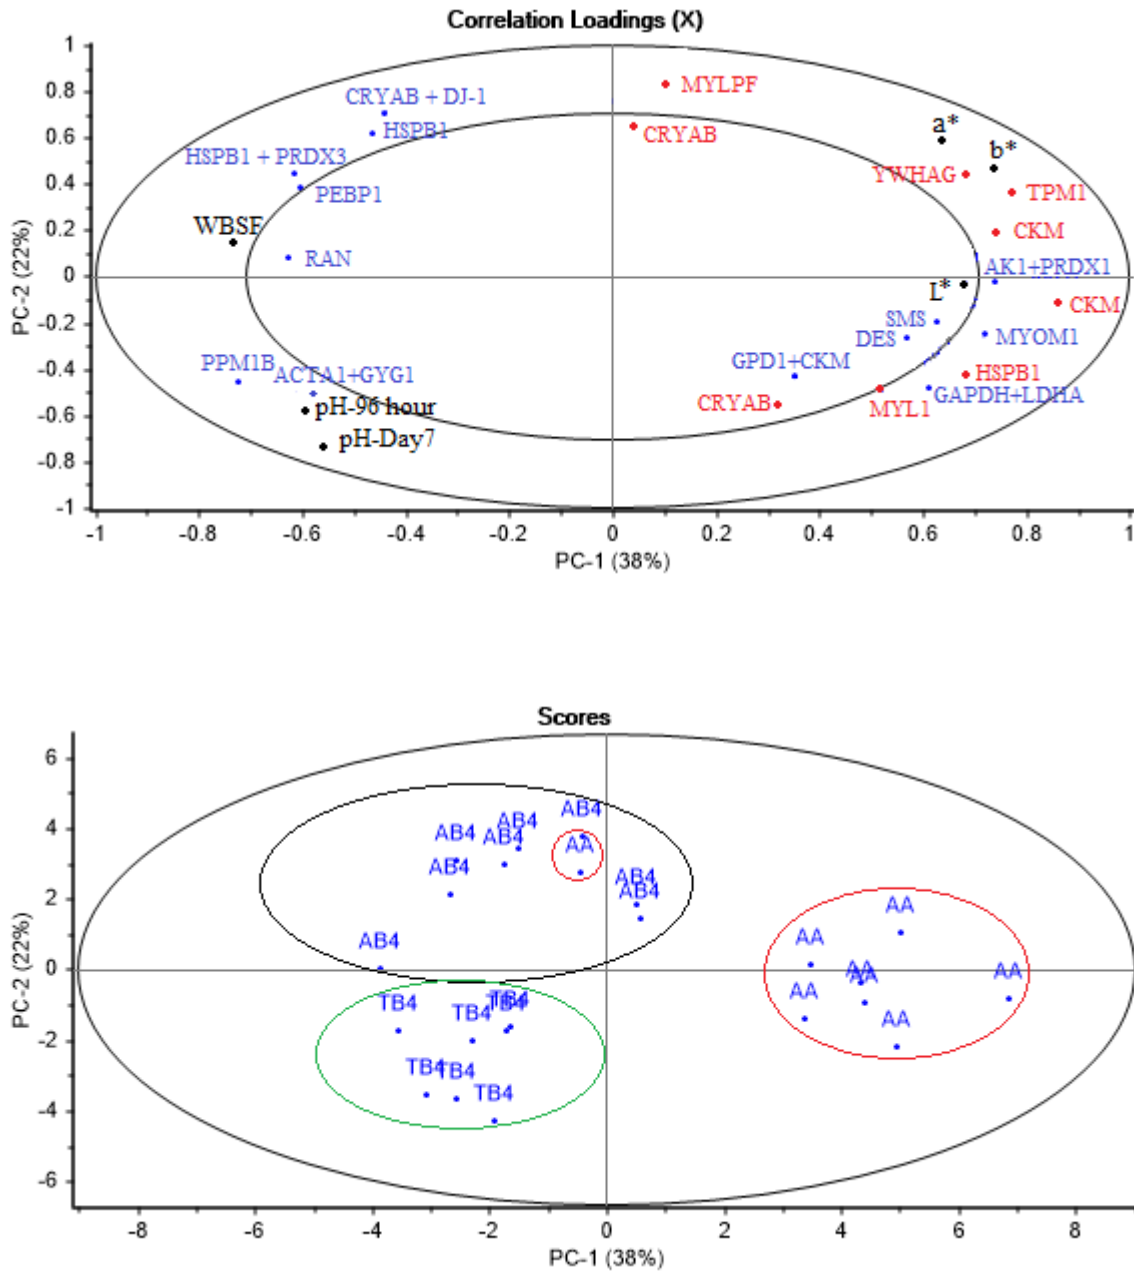 Correlation Loadings (X)
1
0.8
0.6
0.4
0.2
0
-0.2
-0.4
-0.6
-0.8
-1
PC-2 (22%)
MYLPF
CRYAB + DJ-1
HSPB1
CRYAB
a*
b*
HSPB1 + PRDX3
YWHAG
PEBP1
TPM1
WBSF
CKM
RAN
AK1+PRDX1
L*
CKM
SMS
DES
MYOM1
PPM1B
GPD1+CKM
HSPB1
ACTA1+GYG1
GAPDH+LDHA
pH-96 hour
CRYAB
MYL1
pH-Day7
-1 -0.8 -0.6 -0.4 -0.2 0 0.2 0.4 0.6 0.8 1
PC-1 (38%)
Scores
6
4
2
0
-2
-4
-6
PC-2 (22%)
AB4
AB4
AB4
AB4
AA
AB4
AB4
AB4
AA
AB4
AA
AA
AA
AA
AA
AA
TB4
TB4
TB4
TB4
TB4
TB4
TB4
-8 -6 -4 -2 0 2 4 6 8
PC-1 (38%)